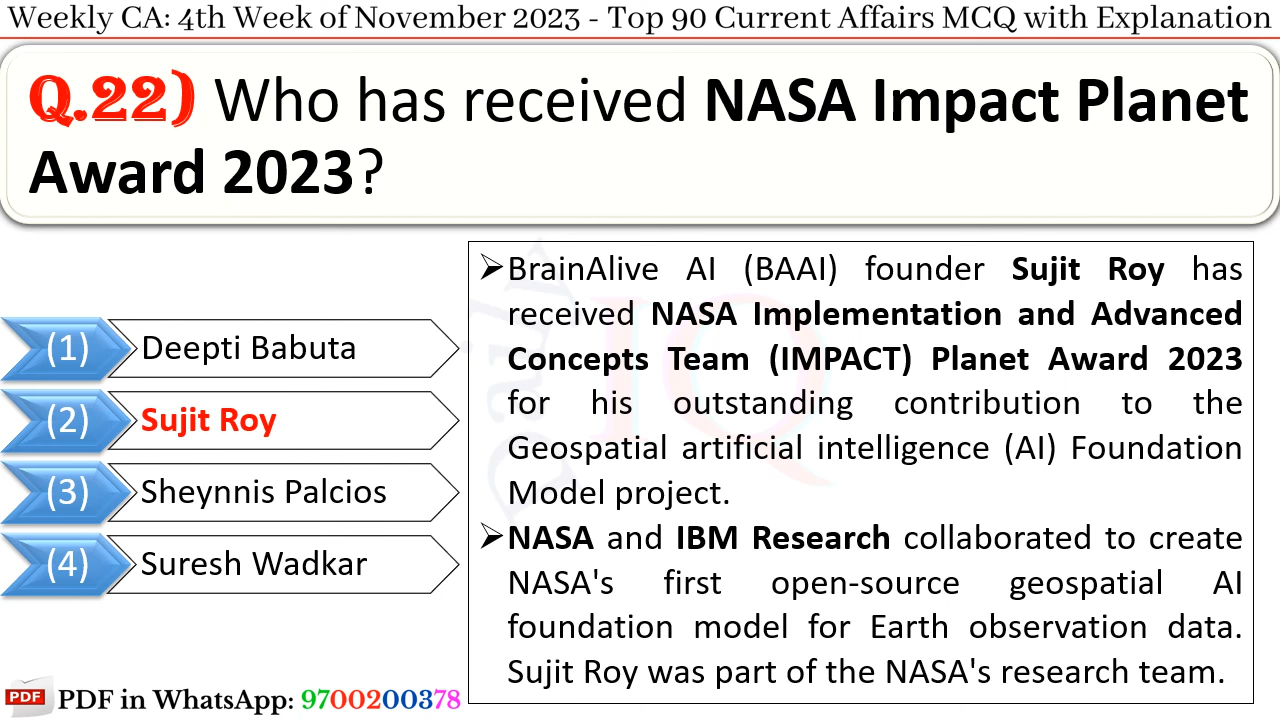 Weekly CA: 4th Week of November 2023 - Top 90 Current Affairs MCQ with Explanation
Q.22) Who has received NASA Impact Planet
Award 2023?
(1) Deepti Babuta
(2) Sujit Roy
(3) Sheynnis Palcios
(4) Suresh Wadkar
➢BrainAlive AI (BAAI) founder Sujit Roy has
received NASA Implementation and Advanced
Concepts Team (IMPACT) Planet Award 2023
for his outstanding contribution to the
Geospatial artificial intelligence (AI) Foundation
Model project.
➢NASA and IBM Research collaborated to create
NASA's first open-source geospatial AI
foundation model for Earth observation data.
Sujit Roy was part of the NASA's research team.
Daily
IQ
PDF PDF in WhatsApp: 9700200378